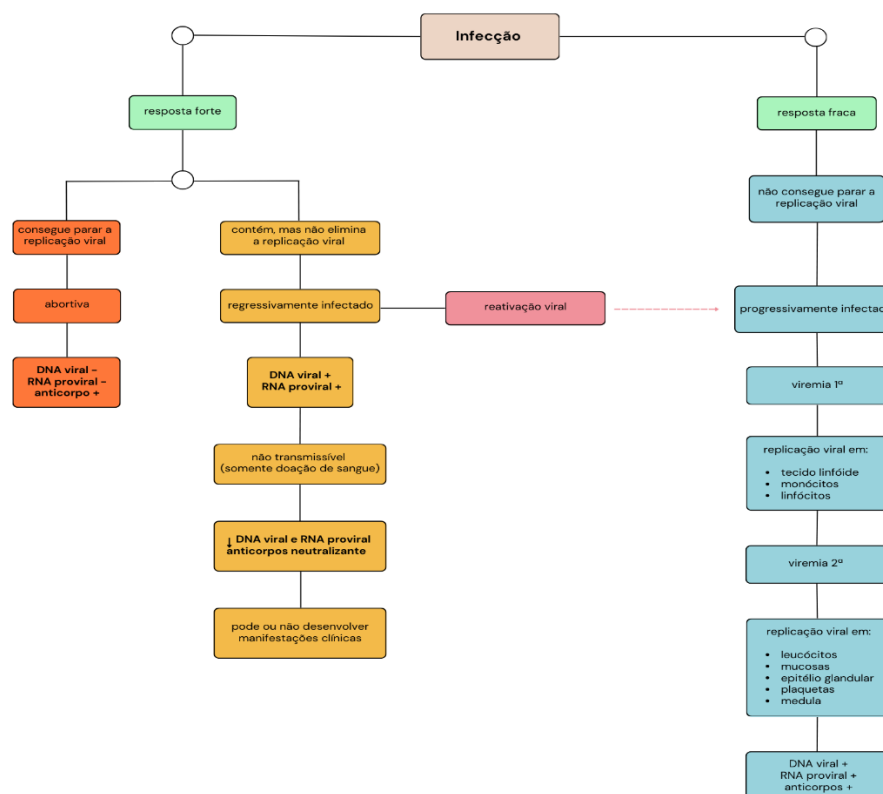 Infecção
resposta forte
resposta fraca
não consegue parar a
replicação viral
consegue parar a
replicação viral
contém, mas não elimina
a replicação viral
abortiva
regressivamente infectado
reativação viral
progressivamente infectad
DNA viral –
RNA proviral –
anticorpo +
DNA viral +
RNA proviral +
viremia 1ª
não transmissível
(somente doação de sangue)
replicação viral em:
• tecido linfóide
• monócitos
• linfócitos
↓ DNA viral e RNA proviral
anticorpos neutralizante
viremia 2ª
pode ou não desenvolver
manifestações clínicas
replicação viral em:
• leucócitos
• mucosas
• epitélio glandular
• plaquetas
• medula
DNA viral +
RNA proviral +
anticorpos +